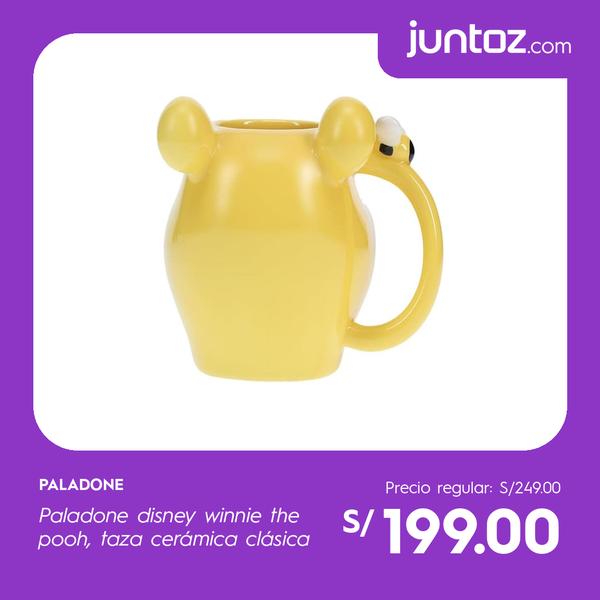 juntoz.com
PALADONE
Paladone disney winnie the
pooh, taza cerámica clásica
Precio regular: S/249.00
S/199.00